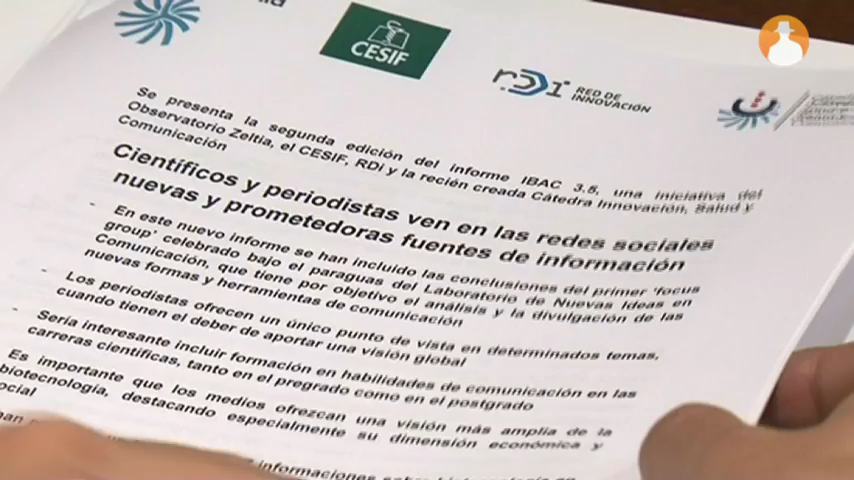 CESIF
RDi RED DE
INNOVACIÓN
Se presenta la segunda edición del informe IBAC 3.5, una iniciativa del
Observatorio Zeltia, el CESIF, RDi y la recién creada Cátedra Innovación, Salud y
Comunicación
Científicos y periodistas ven en las redes sociales
nuevas y prometedoras fuentes de información
- En este nuevo informe se han incluido las conclusiones del primer 'focus
group' celebrado bajo el paraguas del Laboratorio de Nuevas Ideas en
Comunicación, que tiene por objetivo el análisis y la divulgación de las
nuevas formas y herramientas de comunicación
- Los periodistas ofrecen un único punto de vista en determinados temas,
cuando tienen el deber de aportar una visión global
- Sería interesante incluir formación en habilidades de comunicación en las
carreras científicas, tanto en el pregrado como en el postgrado
Es importante que los medios ofrezcan una visión más amplia de la
biotecnología, destacando especialmente su dimensión económica y
social
informaciones sobre